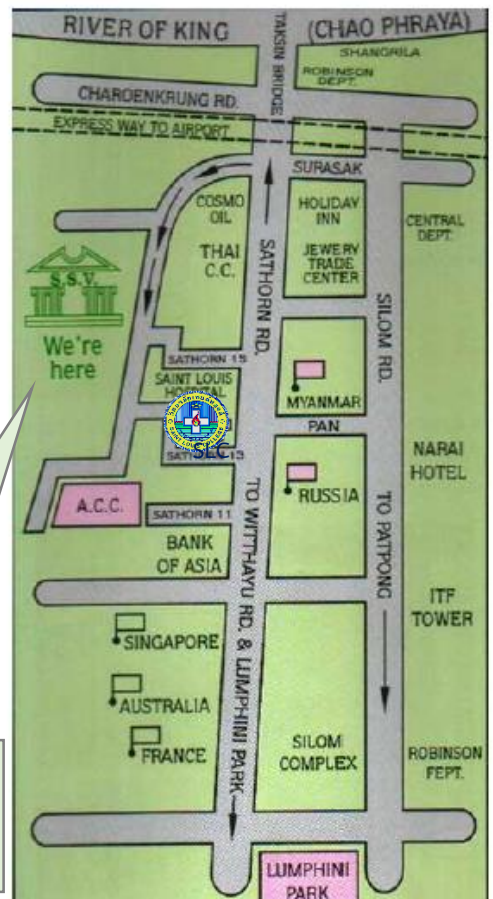 RIVER OF KING
(CHAO PHRAYA)
TAKSIN BRIDGE
SHANGRILA
ROBINSON
DEPT.
CHAROENKRUNG RD.
EXPRESS WAY TO AIRPORT
SURASAK
COSMO
OIL
THAI
C.C.
HOLIDAY
INN
JEWERY
TRADE
CENTER
CENTRAL
DEPT.
SATHORN RD.
SILOM RD.
S.S.V.
We're
here
SATHORN 15
SAINT LOUIS
HOSPITAL
SLC
SATHORN 13
MYANMAR
PAN
RUSSIA
NARAI
HOTEL
A.C.C.
SATHORN 11
BANK
OF ASIA
TO WITTHAYU RD. & LUMPHINI PARK
TO PATPONG
ITF
TOWER
SINGAPORE
AUSTRALIA
FRANCE
SILOM
COMPLEX
ROBINSON
FEPT.
LUMPHINI
PARK